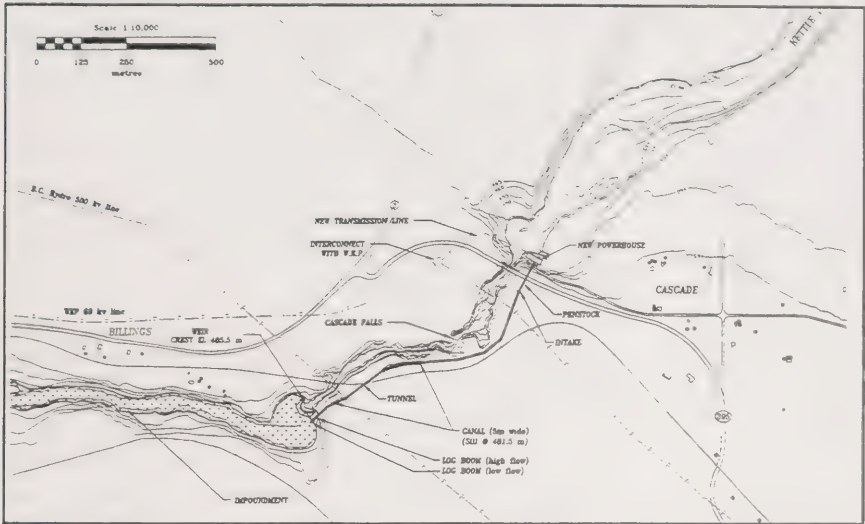 Scale 1:10,000
0 125 250 500
metres
KETTLE
B.C. Hydro 500 kv line
NEW TRANSMISSION LINE
INTERCONNECT
WITH W.K.P.
NEW POWERHOUSE
CASCADE
WKP 69 kv line
BILLINGS
WEIR
CREST El. 485.5 m
CASCADE FALLS
PENSTOCK
INTAKE
TUNNEL
CANAL (5m wide)
(Sill @ 481.5 m)
LOG BOOM (high flow)
LOG BOOM (low flow)
IMPOUNDMENT
395